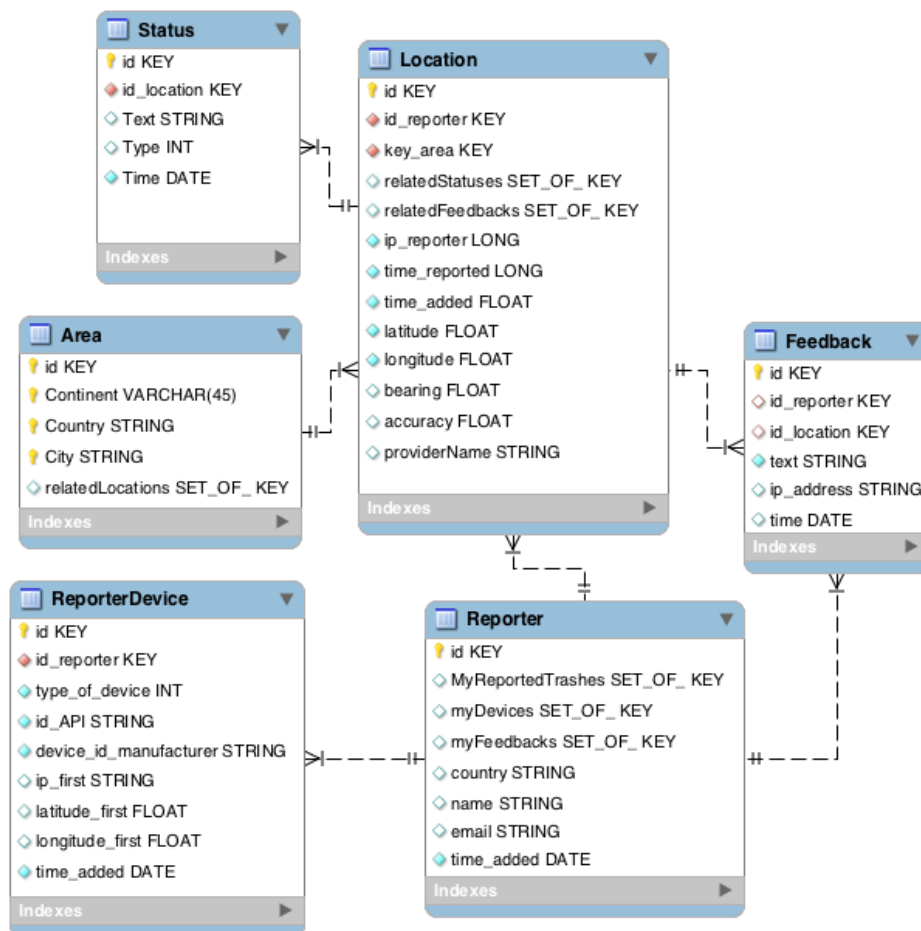 Status
id KEY
id_location KEY
Text STRING
Type INT
Time DATE
Indexes
Location
id KEY
id_reporter KEY
key_area KEY
relatedStatuses SET_OF_ KEY
relatedFeedbacks SET_OF_ KEY
ip_reporter LONG
time_reported LONG
time_added FLOAT
latitude FLOAT
longitude FLOAT
bearing FLOAT
accuracy FLOAT
providerName STRING
Indexes
Area
id KEY
Continent VARCHAR(45)
Country STRING
City STRING
relatedLocations SET_OF_ KEY
Indexes
Feedback
id KEY
id_reporter KEY
id_location KEY
text STRING
ip_address STRING
time DATE
Indexes
ReporterDevice
id KEY
id_reporter KEY
type_of_device INT
id_API STRING
device_id_manufacturer STRING
ip_first STRING
latitude_first FLOAT
longitude_first FLOAT
time_added DATE
Indexes
Reporter
id KEY
MyReportedTrashes SET_OF_ KEY
myDevices SET_OF_ KEY
myFeedbacks SET_OF_ KEY
country STRING
name STRING
email STRING
time_added DATE
Indexes